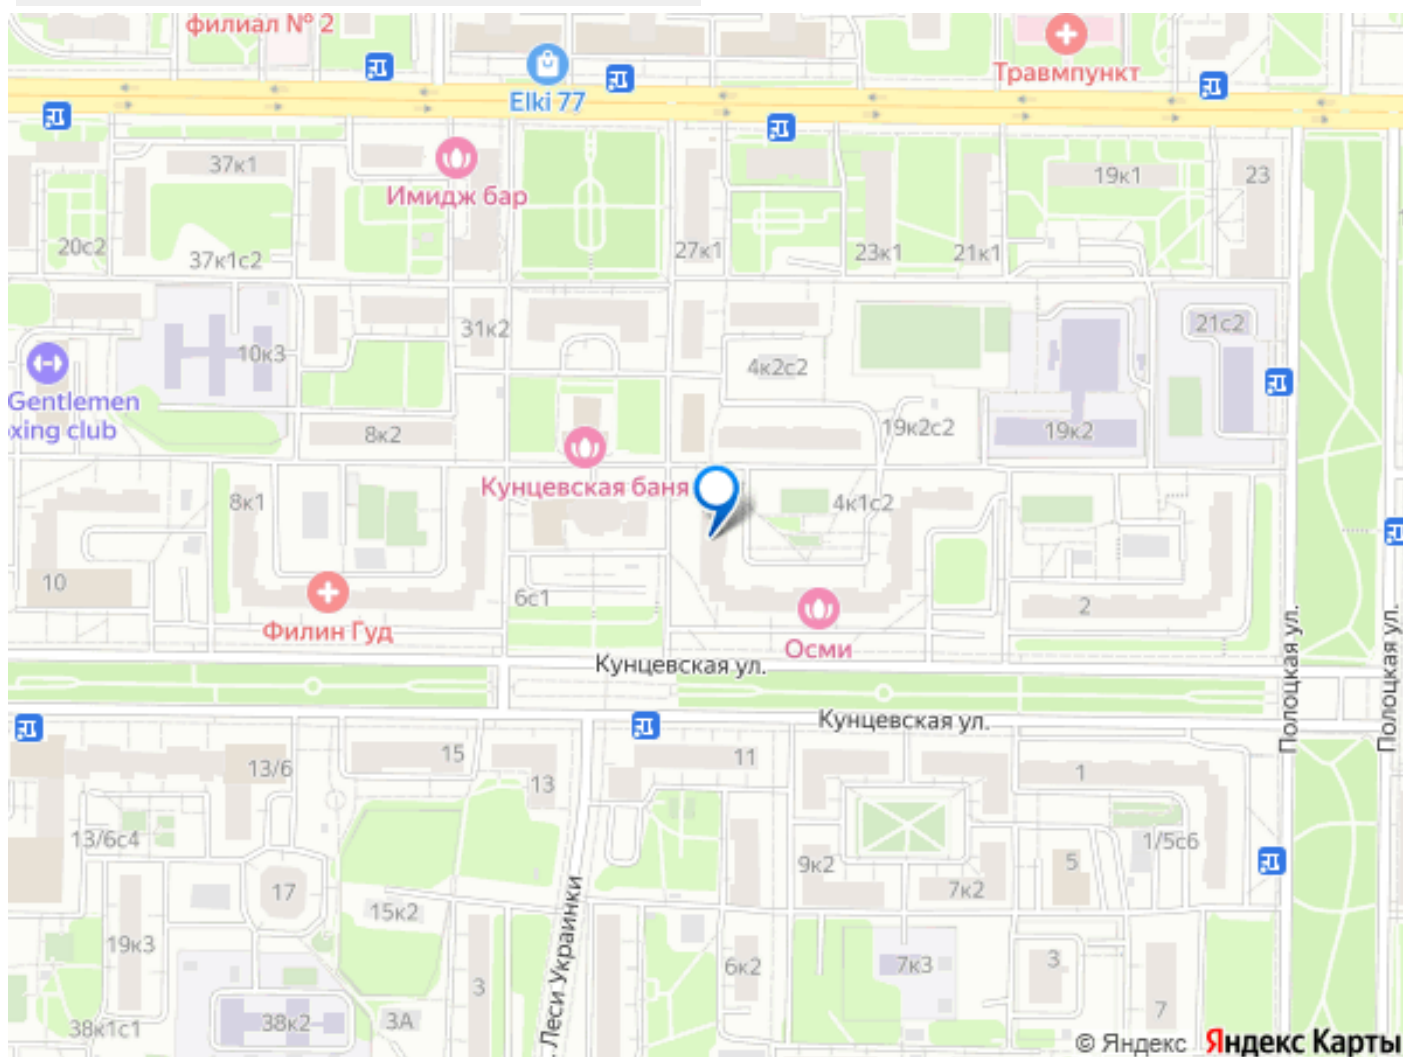 филиал № 2
Травмпункт
Elki 77
37к1
Имидж бар
19к1
23
20с2
37к1с2
27к1
23к1
21к1
31к2
10к3
21с2
4к2с2
Gentlemen
xing club
8к2
19к2с2
19к2
Кунцевская баня
8к1
4к1с2
10
6с1
2
Филин Гуд
Осми
Кунцевская ул.
Полоцкая ул.
Полоцкая ул.
Кунцевская ул.
13/6
15
13
11
1
13/6с4
1/5с6
17
9к2
7к2
5
15к2
Леси Украинки
19к3
6к2
7к3
3
3
38к1с1
38к2
3А
7
© Яндекс Яндекс Карты